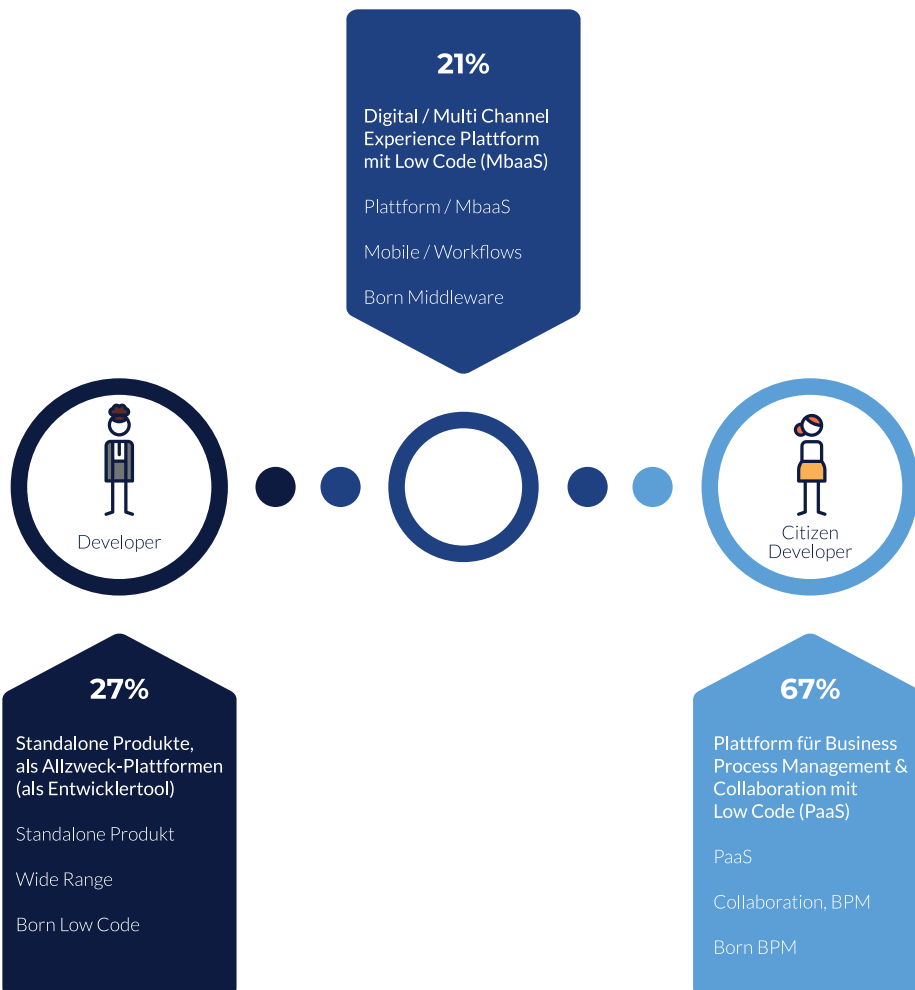 21%
Digital / Multi Channel
Experience Plattform
mit Low Code (MbaaS)
Plattform / MbaaS
Mobile / Workflows
Born Middleware
Developer
Citizen
Developer
27%
Standalone Produkte,
als Allzweck-Plattformen
(als Entwicklertool)
Standalone Produkt
Wide Range
Born Low Code
67%
Plattform für Business
Process Management &
Collaboration mit
Low Code (PaaS)
PaaS
Collaboration, BPM
Born BPM